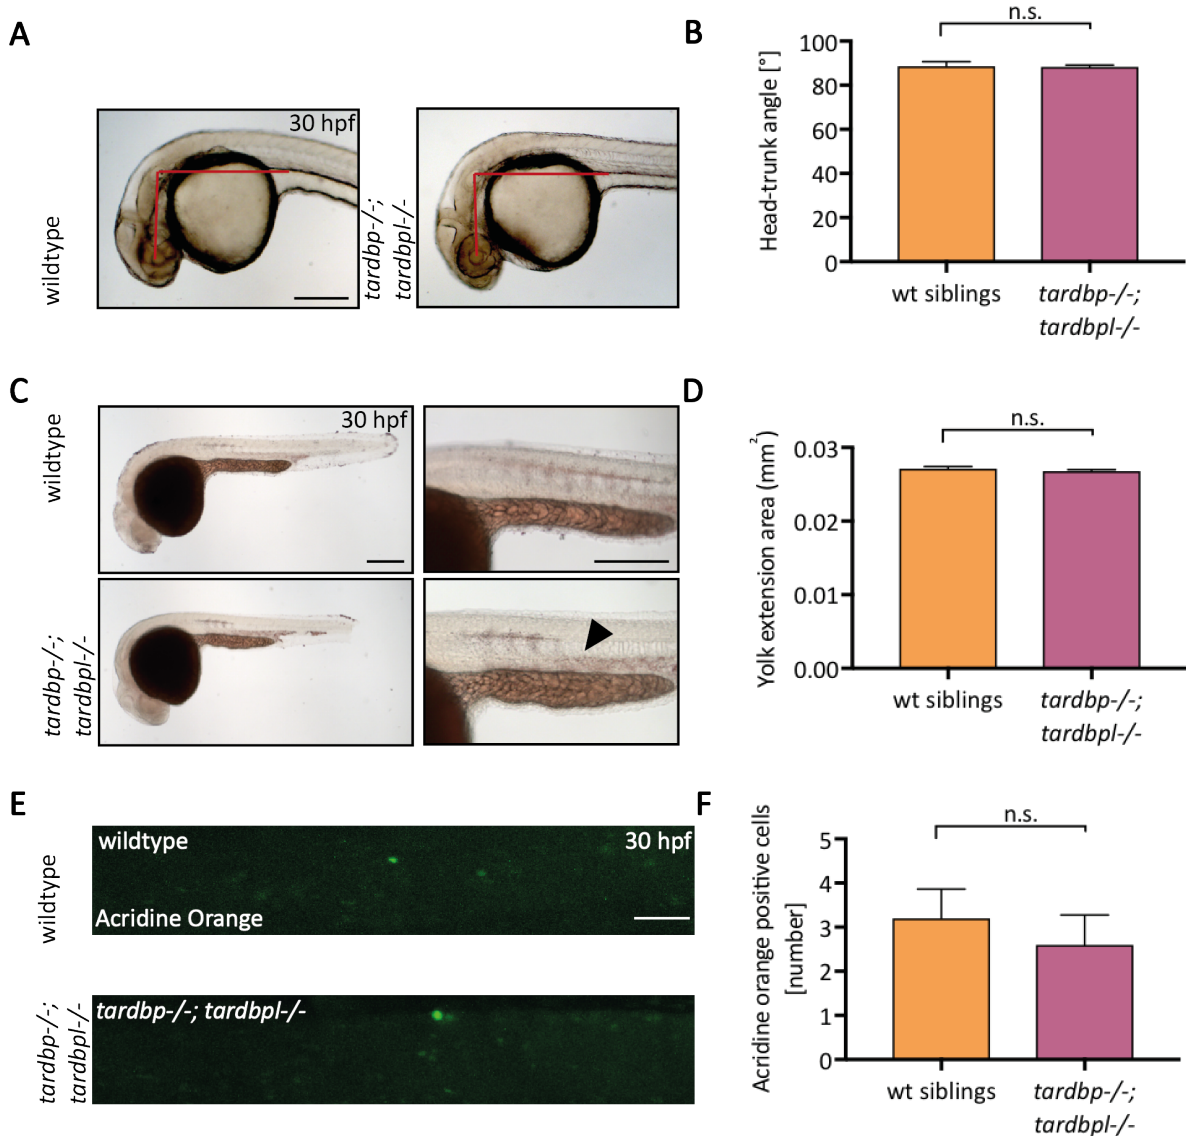 A
wildtype
30 hpf
tardbp-/-;
tardbpl-/-
B
n.s.
Head-trunk angle [°]
100
80
60
40
20
0
wt siblings
tardbp-/-;
tardbpl-/-
C
wildtype
30 hpf
tardbp-/-;
tardbpl-/-
D
n.s.
Yolk extension area (mm²)
0.03
0.02
0.01
0.00
wt siblings
tardbp-/-;
tardbpl-/-
E
wildtype
wildtype
30 hpf
Acridine Orange
tardbp-/-;
tardbpl-/-
tardbp-/-; tardbpl-/-
F
n.s.
Acridine orange positive cells
[number]
5
4
3
2
1
0
wt siblings
tardbp-/-;
tardbpl-/-